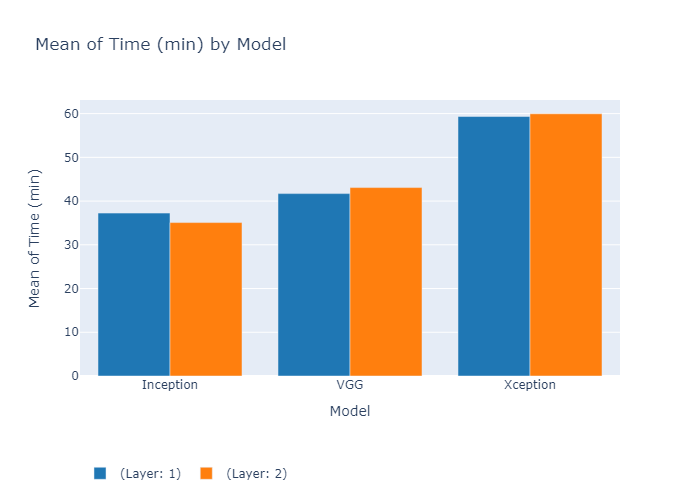 Mean of Time (min) by Model
Mean of Time (min)
60
50
40
30
20
10
0
Inception VGG Xception
Model
(Layer: 1) (Layer: 2)